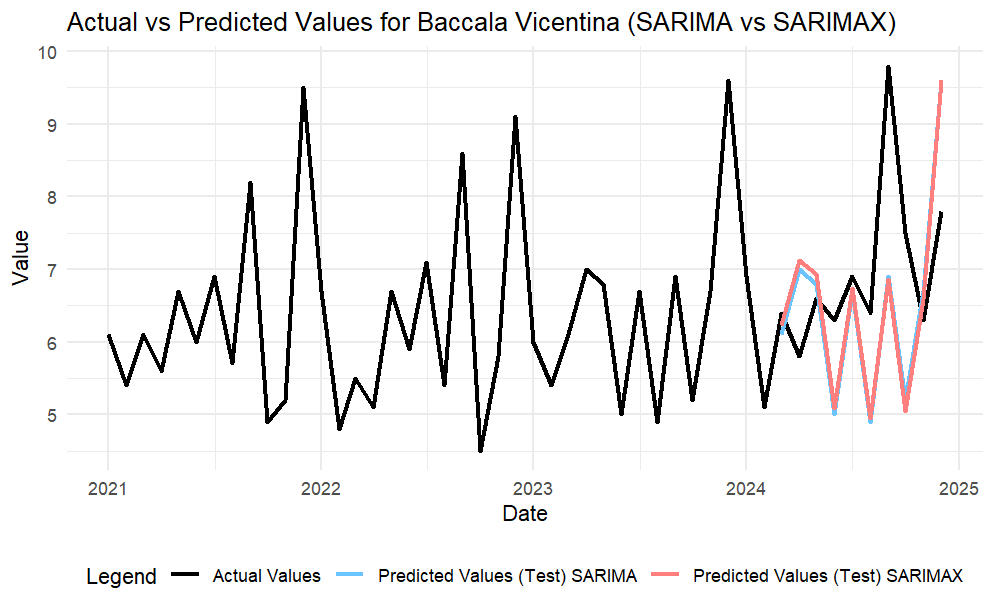 Actual vs Predicted Values for Baccala Vicentina (SARIMA vs SARIMAX)
10
9
8
7
6
5
Value
2021 2022 2023 2024 2025
Date
Legend Actual Values Predicted Values (Test) SARIMA Predicted Values (Test) SARIMAX